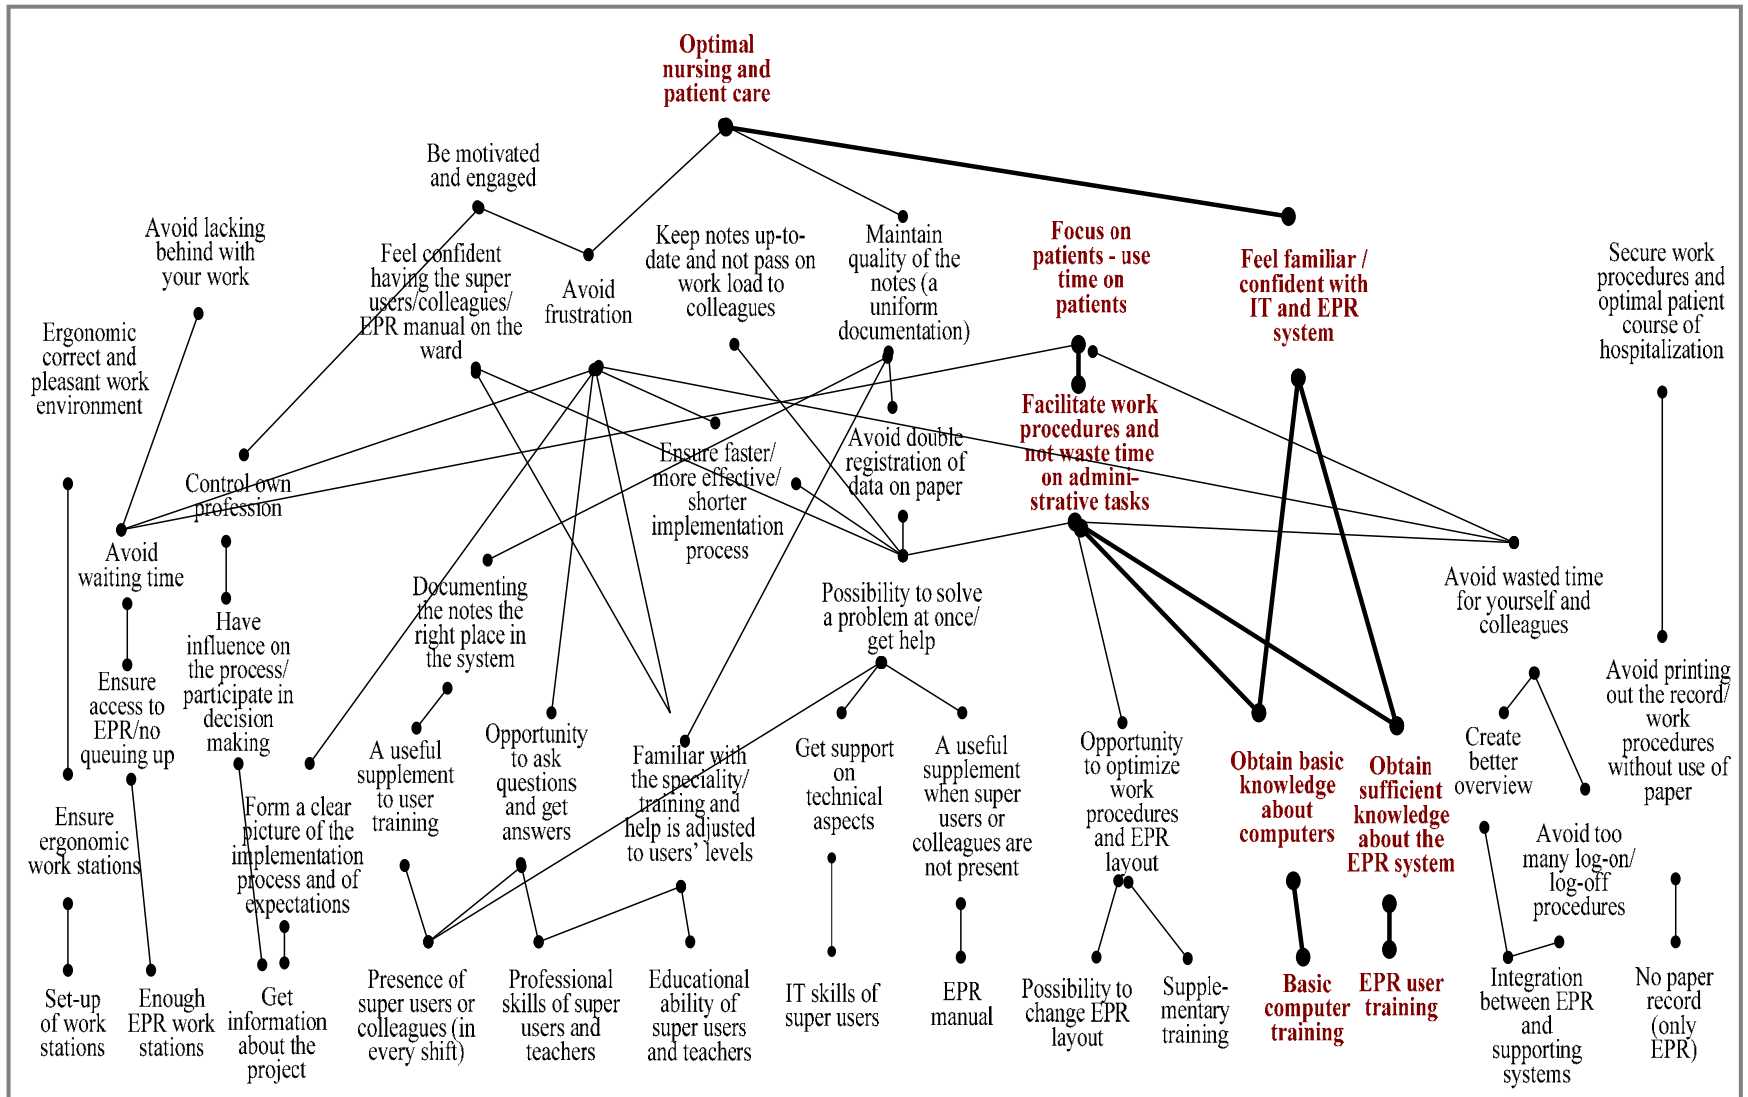 Optimal
nursing and
patient care
Be motivated
and engaged
Avoid lacking
behind with
your work
Feel confident
having the super
users/colleagues/
EPR manual on the
ward
Avoid
frustration
Keep notes up-to-
date and not pass on
work load to
colleagues
Maintain
quality of the
notes (a
uniform
documentation)
Focus on
patients - use
time on
patients
Feel familiar /
confident with
IT and EPR
system
Secure work
procedures and
optimal patient
course of
hospitalization
Ergonomic
correct and
pleasant work
environment
Control own
profession
Ensure faster/
more effective/
shorter
implementation
process
Avoid double
registration of
data on paper
Facilitate work
procedures and
not waste time
on admini-
strative tasks
Avoid
waiting time
Documenting
the notes the
right place in
the system
Possibility to solve
a problem at once/
get help
Avoid wasted time
for yourself and
colleagues
Have
influence on
the process/
participate in
decision
making
Ensure
access to
EPR/no
queuing up
Avoid printing
out the record/
work
procedures
without use of
paper
Ensure
ergonomic
work stations
Form a clear
picture of the
implementation
process and of
expectations
A useful
supplement
to user
training
Opportunity
to ask
questions
and get
answers
Familiar with
the speciality/
training and
help is adjusted
to users' levels
Get support
on
technical
aspects
A useful
supplement
when super
users or
colleagues are
not present
Opportunity
to optimize
work
procedures
and EPR
layout
Obtain basic
knowledge
about
computers
Obtain
sufficient
knowledge
about the
EPR system
Create
better
overview
Avoid too
many log-on/
log-off
procedures
Set-up
of work
stations
Enough
EPR work
stations
Get
information
about the
project
Presence of
super users or
colleagues (in
every shift)
Professional
skills of super
users and
teachers
Educational
ability of
super users
and teachers
IT skills of
super users
EPR
manual
Possibility to
change EPR
layout
Supple-
mentary
training
Basic
computer
training
EPR user
training
Integration
between EPR
and
supporting
systems
No paper
record
(only
EPR)